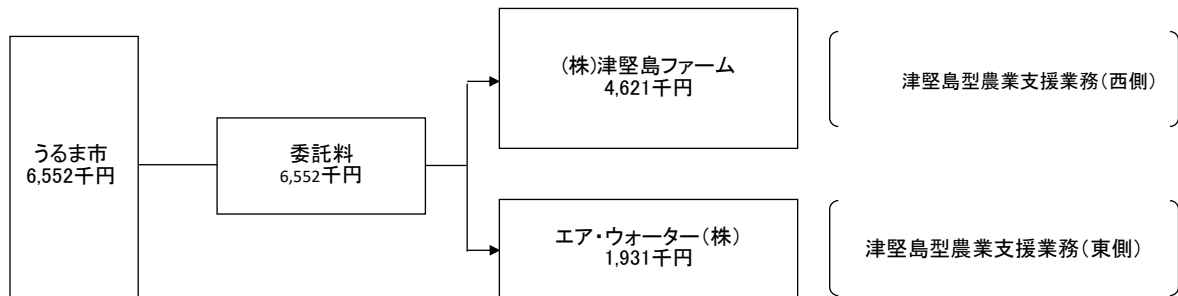 うるま市
6,552千円
委託料
6,552千円
(株)津堅島ファーム
4,621千円
津堅島型農業支援業務(西側)
エア・ウォーター(株)
1,931千円
津堅島型農業支援業務(東側)